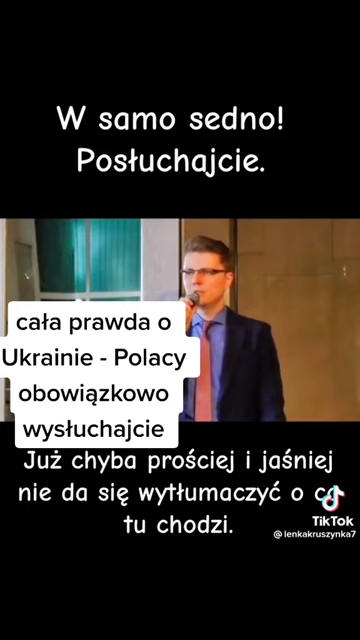 W samo sedno!
Posłuchajcie.
cała prawda o
Ukrainie - Polacy
obowiązkowo
wysłuchajcie
Już chyba prościej i jaśniej
nie da się wytłumaczyć o co
tu chodzi.
TikTok
@ lenkakruszynka7